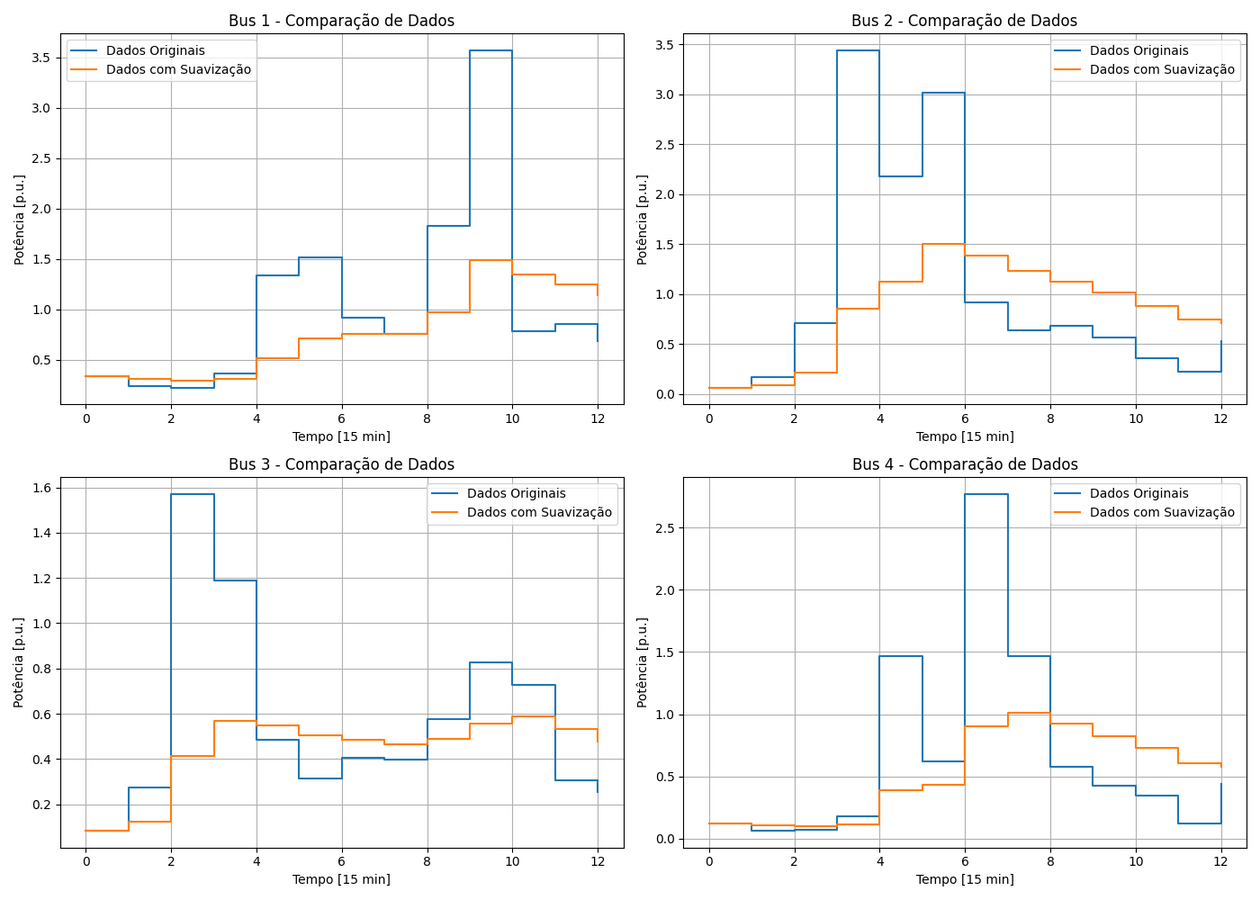 Bus 1 - Comparação de Dados
Dados Originais
Dados com Suavização
Potência [p.u.]
3.5
3.0
2.5
2.0
1.5
1.0
0.5
0 2 4 6 8 10 12
Tempo [15 min]
Bus 2 - Comparação de Dados
Dados Originais
Dados com Suavização
Potência [p.u.]
3.5
3.0
2.5
2.0
1.5
1.0
0.5
0.0
0 2 4 6 8 10 12
Tempo [15 min]
Bus 3 - Comparação de Dados
Dados Originais
Dados com Suavização
Potência [p.u.]
1.6
1.4
1.2
1.0
0.8
0.6
0.4
0.2
0 2 4 6 8 10 12
Tempo [15 min]
Bus 4 - Comparação de Dados
Dados Originais
Dados com Suavização
Potência [p.u.]
2.5
2.0
1.5
1.0
0.5
0.0
0 2 4 6 8 10 12
Tempo [15 min]